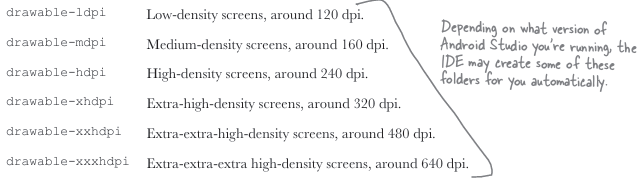 drawable-ldpi Low-density screens, around 120 dpi.
drawable-mdpi Medium-density screens, around 160 dpi.
drawable-hdpi High-density screens, around 240 dpi.
drawable-xhdpi Extra-high-density screens, around 320 dpi.
drawable-xxhdpi Extra-extra-high-density screens, around 480 dpi.
drawable-xxxhdpi Extra-extra-extra high-density screens, around 640 dpi.
Depending on what version of
Android Studio you're running, the
IDE may create some of these
folders for you automatically.